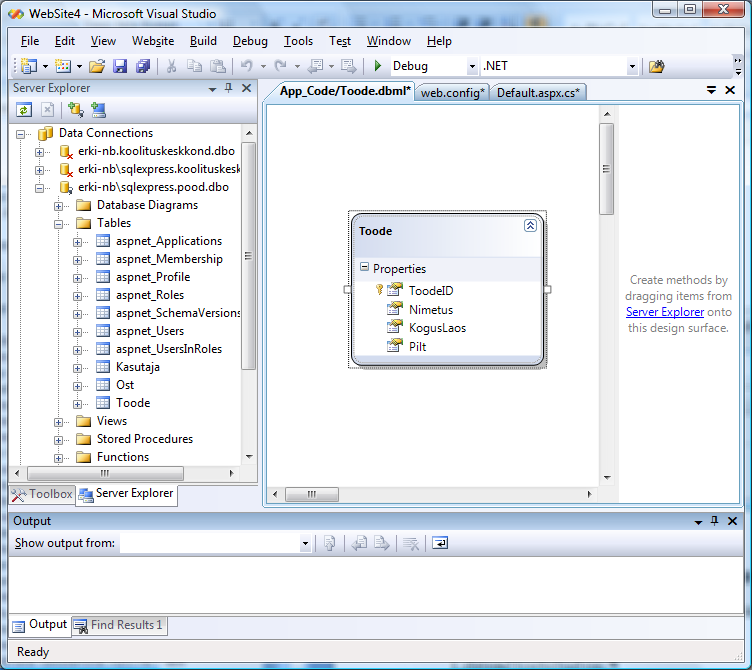 WebSite4 - Microsoft Visual Studio
File Edit View Website Build Debug Tools Test Window Help
Debug .NET
Server Explorer
App_Code/Toode.dbml* web.config* Default.aspx.cs*
Data Connections
erki-nb.koolituskeskkond.dbo
erki-nb\sqlexpress.koolituskesk
erki-nb\sqlexpress.pood.dbo
Database Diagrams
Tables
aspnet_Applications
aspnet_Membership
aspnet_Profile
aspnet_Roles
aspnet_SchemaVersions
aspnet_Users
aspnet_UsersInRoles
Kasutaja
Ost
Toode
Views
Stored Procedures
Functions
Toolbox Server Explorer
Toode
Properties
ToodeID
Nimetus
KogusLaos
Pilt
Create methods by
dragging items from
Server Explorer onto
this design surface.
Output
Show output from:
Output Find Results 1
Ready